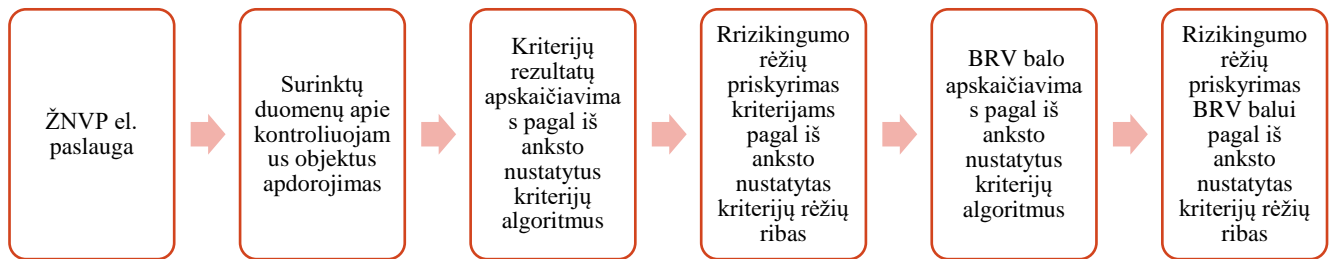 ŽNVP el.
paslauga
Surinktų
duomenų apie
kontroliuojam
us objektus
apdorojimas
Kriterijų
rezultatų
apskaičiavima
s pagal iš
anksto
nustatytus
kriterijų
algoritmus
Rrizikingumo
rėžių
priskyrimas
kriterijams
pagal iš
anksto
nustatytas
kriterijų rėžių
ribas
BRV balo
apskaičiavima
s pagal iš
anksto
nustatytus
kriterijų
algoritmus
Rizikingumo
rėžių
priskyrimas
BRV balui
pagal iš
anksto
nustatytas
kriterijų rėžių
ribas